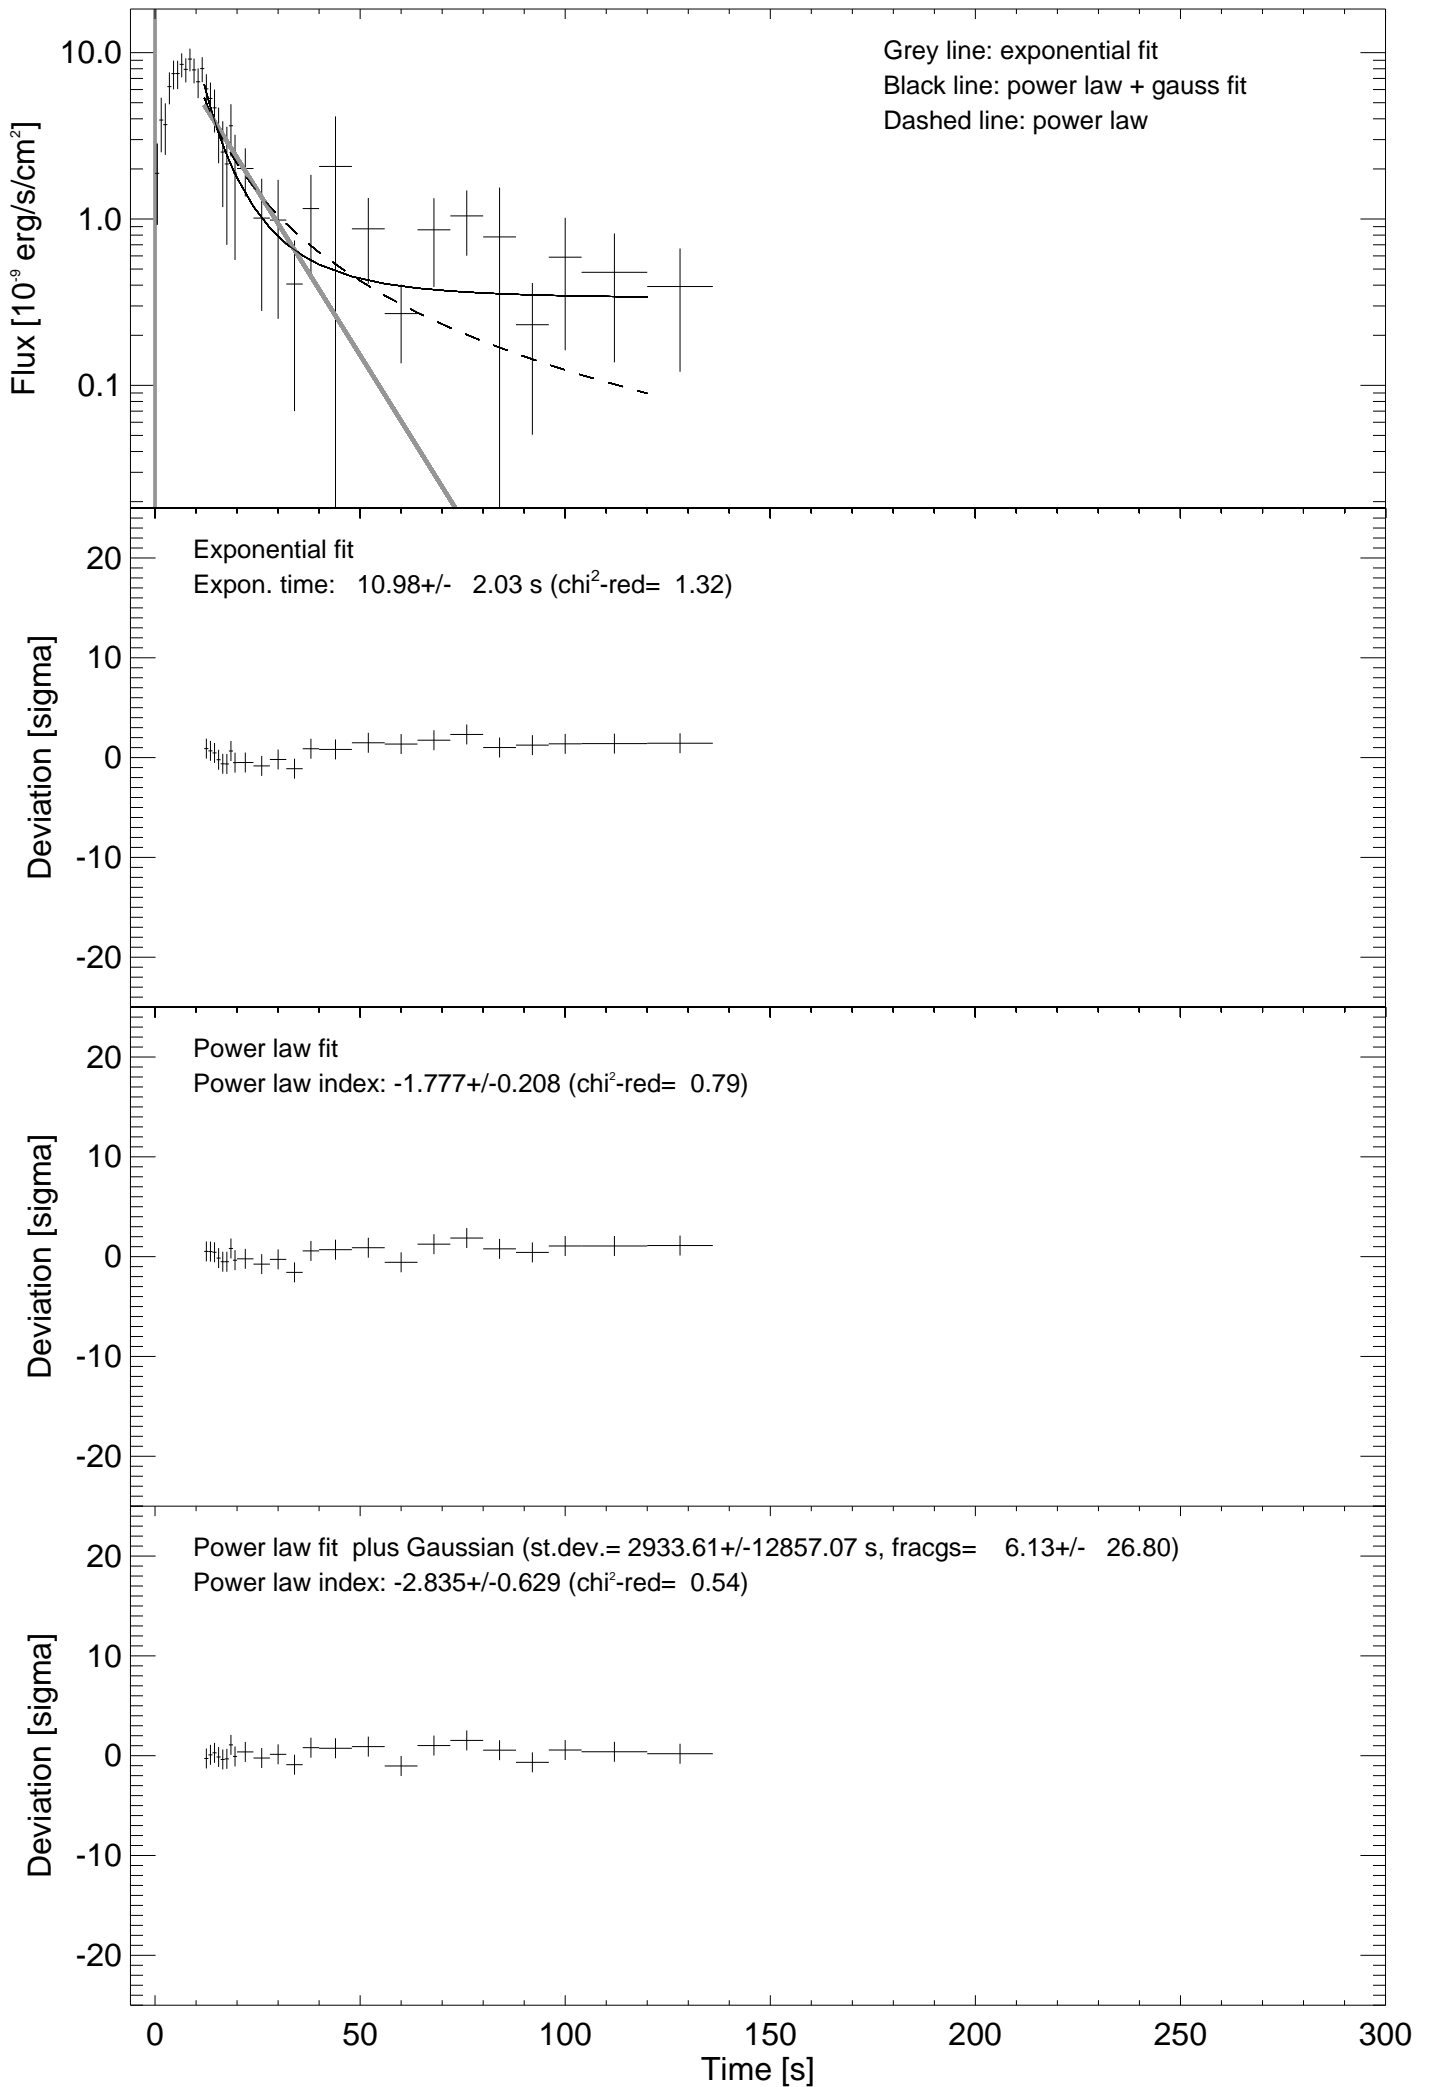 Grey line: exponential fit
Black line: power law + gauss fit
Dashed line: power law
10.0
1.0
0.1
Flux [10⁻⁹ erg/s/cm²]
Exponential fit
Expon. time: 10.98+/- 2.03 s (chi²-red= 1.32)
20
10
0
-10
-20
Deviation [sigma]
Power law fit
Power law index: -1.777+/-0.208 (chi²-red= 0.79)
20
10
0
-10
-20
Deviation [sigma]
Power law fit plus Gaussian (st.dev.= 2933.61+/-12857.07 s, fracgs= 6.13+/- 26.80)
Power law index: -2.835+/-0.629 (chi²-red= 0.54)
20
10
0
-10
-20
Deviation [sigma]
0 50 100 150 200 250 300
Time [s]